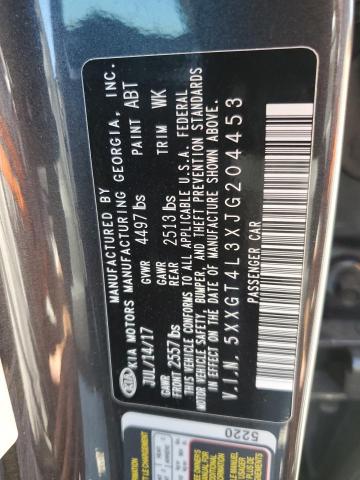 MANUFACTURED BY
KIA MOTORS MANUFACTURING GEORGIA, INC.
JUL/14/17 GVWR 4497 lbs PAINT ABT
GAWR FRONT 2557 lbs GAWR REAR 2513 lbs TRIM WK
THIS VEHICLE CONFORMS TO ALL APPLICABLE U.S.A. FEDERAL
MOTOR VEHICLE SAFETY, BUMPER, AND THEFT PREVENTION STANDARDS
IN EFFECT ON THE DATE OF MANUFACTURE SHOWN ABOVE.
V.I.N. 5XXGT4L3XJG204453
PASSENGER CAR
5220